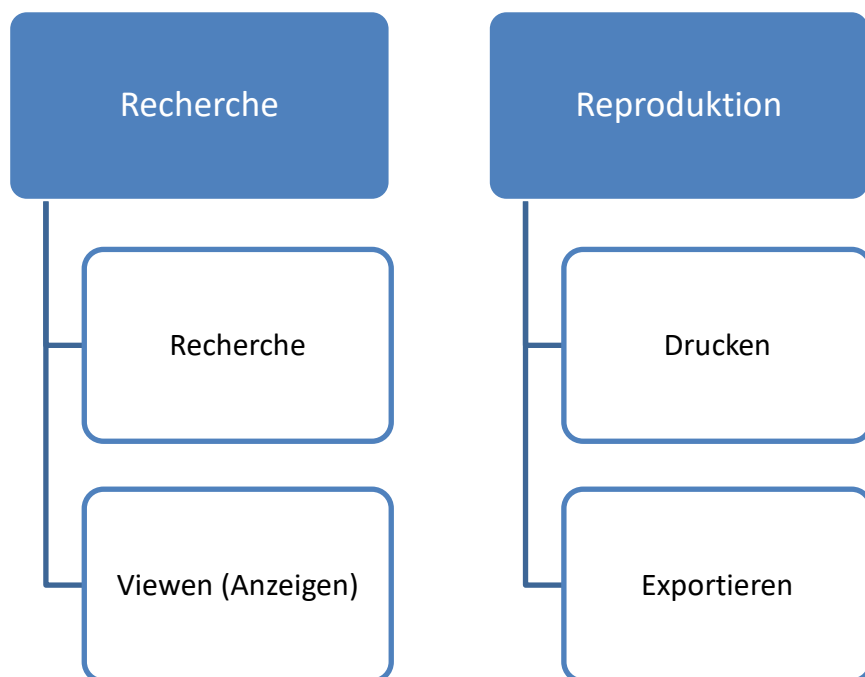 Recherche
Recherche
Viewen (Anzeigen)
Reproduktion
Drucken
Exportieren